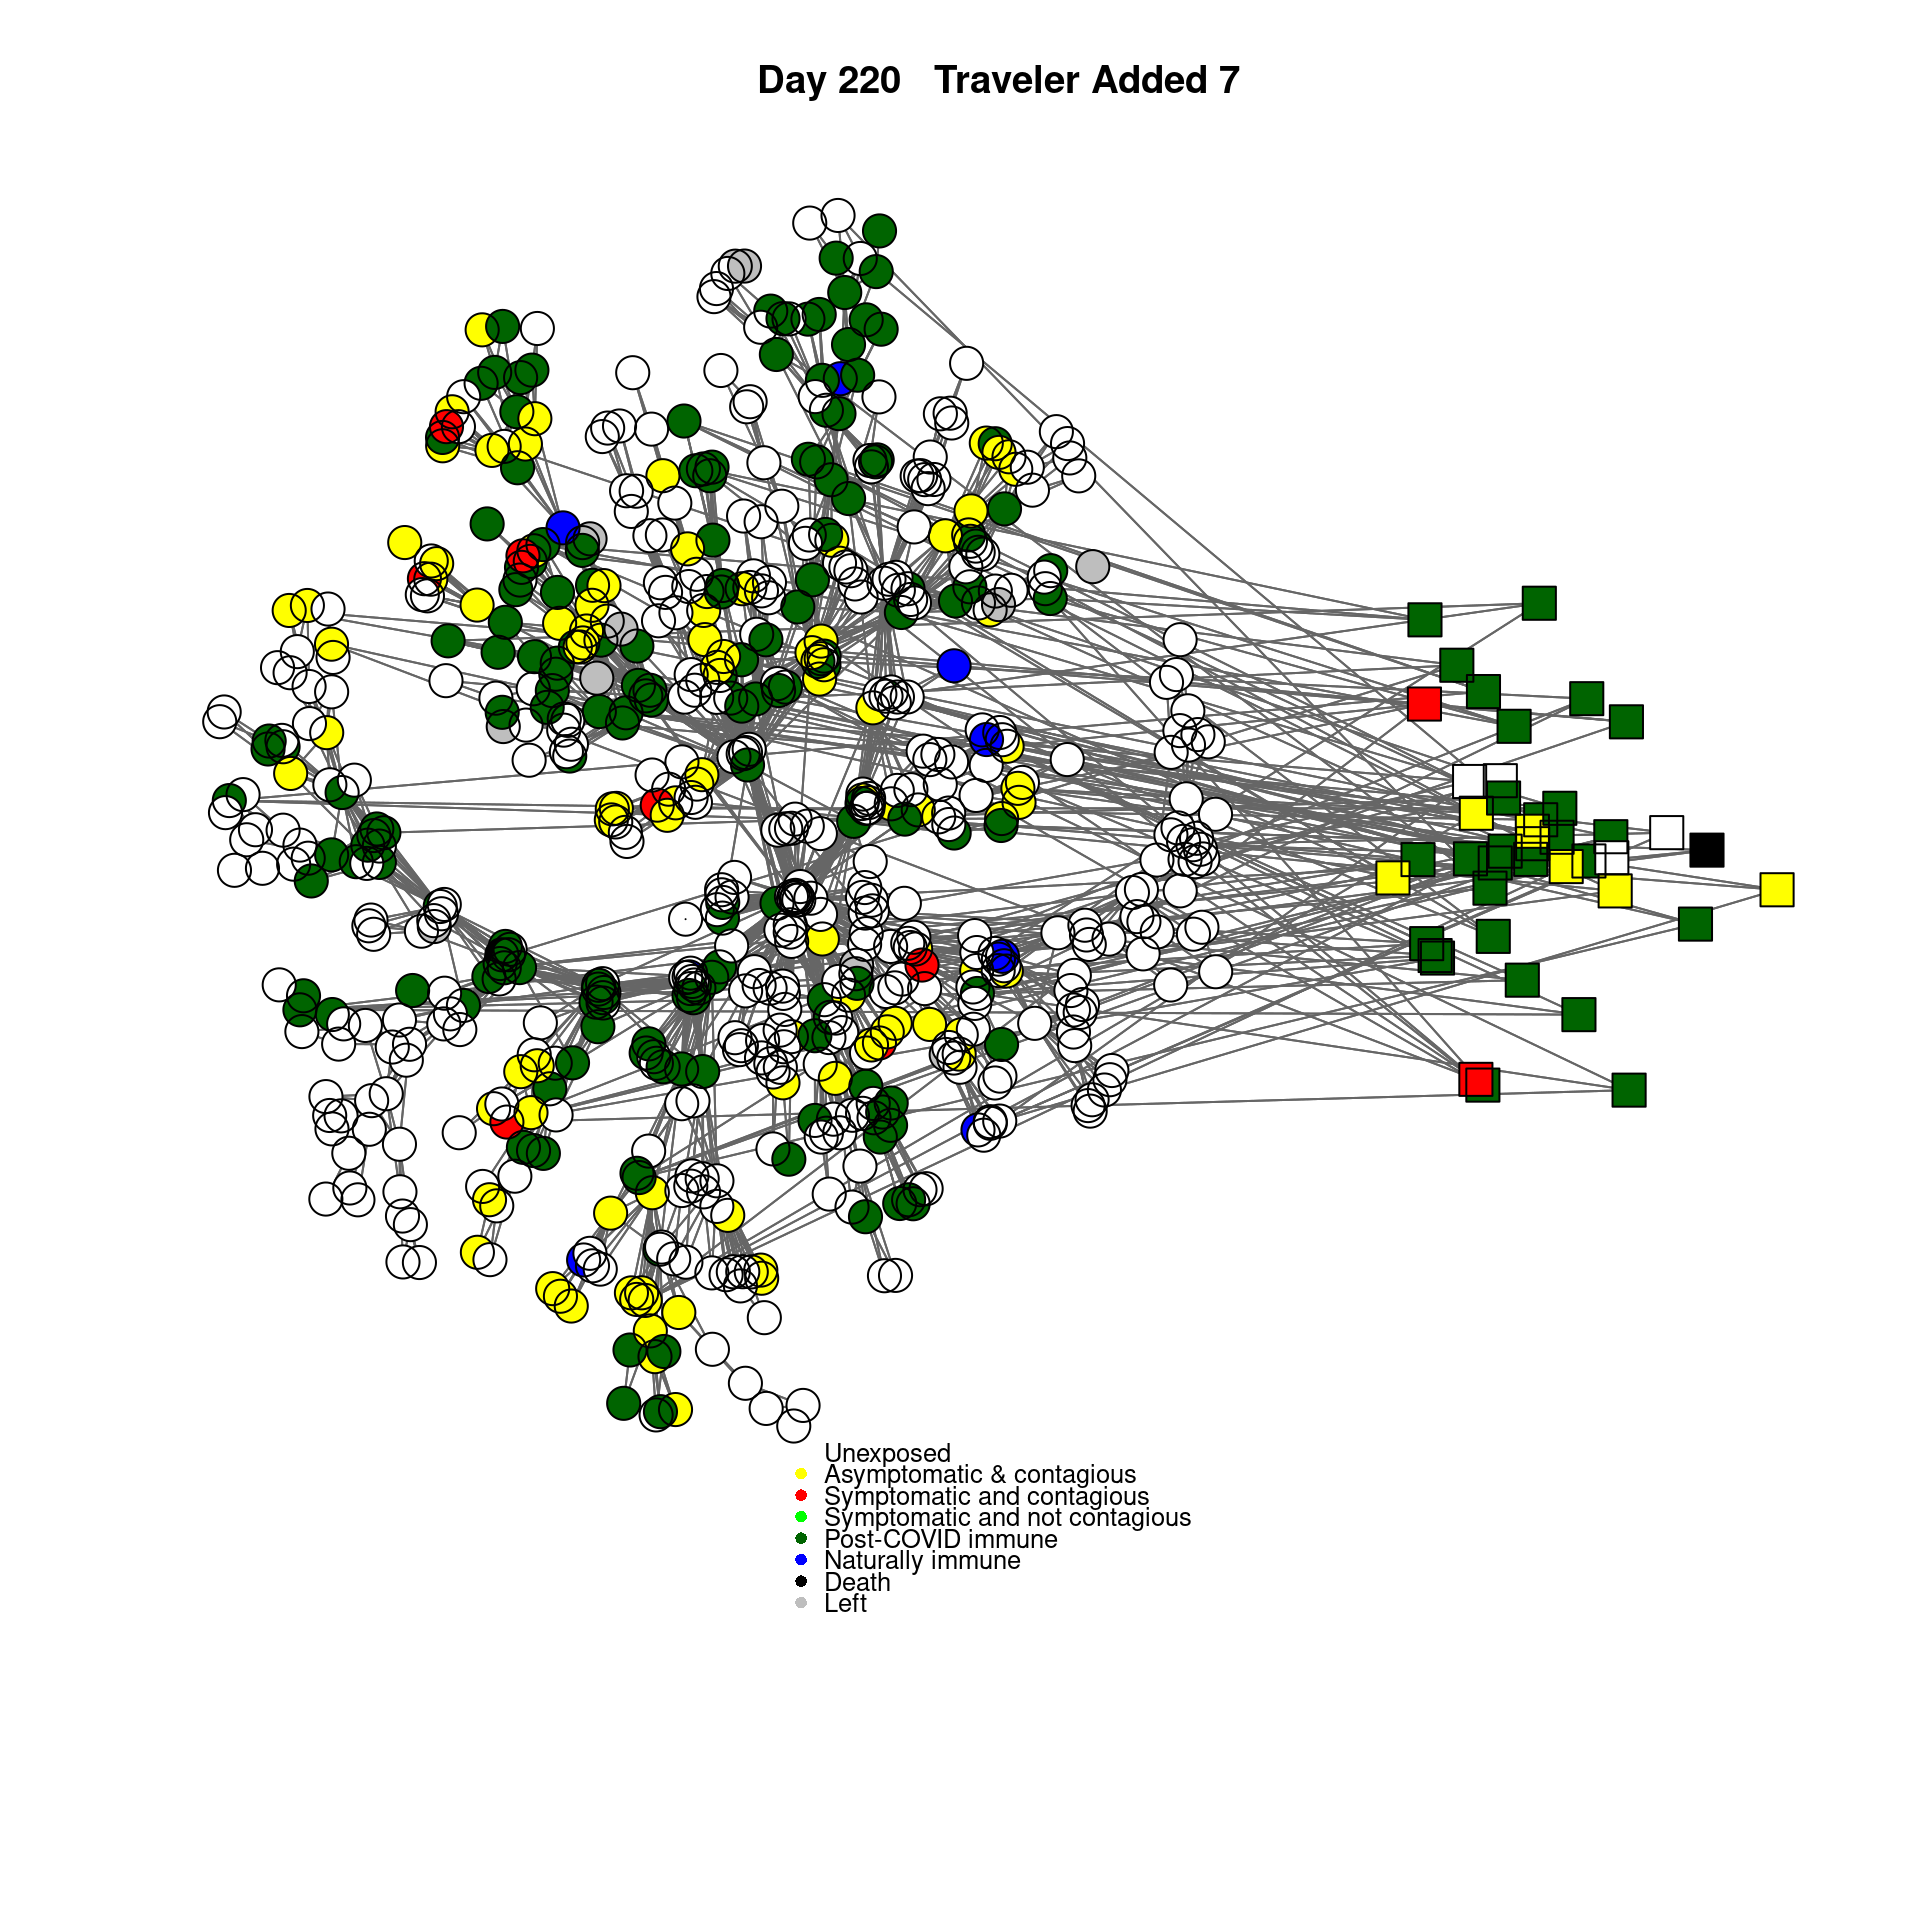 Day 220   Traveler Added 7
Unexposed
Asymptomatic & contagious
Symptomatic and contagious
Symptomatic and not contagious
Post-COVID immune
Naturally immune
Death
Left